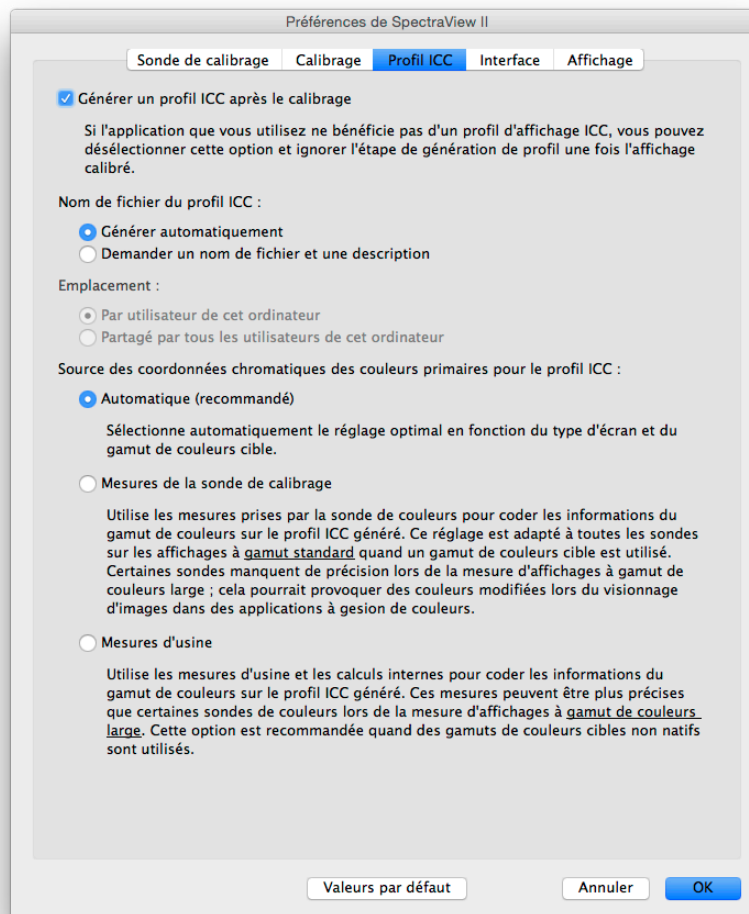 Préférences de SpectraView II
Sonde de calibrage
Calibrage
Profil ICC
Interface
Affichage
Générer un profil ICC après le calibrage
Si l'application que vous utilisez ne bénéficie pas d'un profil d'affichage ICC, vous pouvez
désélectionner cette option et ignorer l'étape de génération de profil une fois l'affichage
calibré.
Nom de fichier du profil ICC :
Générer automatiquement
Demander un nom de fichier et une description
Emplacement :
Par utilisateur de cet ordinateur
Partagé par tous les utilisateurs de cet ordinateur
Source des coordonnées chromatiques des couleurs primaires pour le profil ICC :
Automatique (recommandé)
Sélectionne automatiquement le réglage optimal en fonction du type d'écran et du
gamut de couleurs cible.
Mesures de la sonde de calibrage
Utilise les mesures prises par la sonde de couleurs pour coder les informations du
gamut de couleurs sur le profil ICC généré. Ce réglage est adapté à toutes les sondes
sur les affichages à gamut standard quand un gamut de couleurs cible est utilisé.
Certaines sondes manquent de précision lors de la mesure d'affichages à gamut de
couleurs large ; cela pourrait provoquer des couleurs modifiées lors du visionnage
d'images dans des applications à gesion de couleurs.
Mesures d'usine
Utilise les mesures d'usine et les calculs internes pour coder les informations du
gamut de couleurs sur le profil ICC généré. Ces mesures peuvent être plus précises
que certaines sondes de couleurs lors de la mesure d'affichages à gamut de couleurs
large. Cette option est recommandée quand des gamuts de couleurs cibles non natifs
sont utilisés.
Valeurs par défaut
Annuler
OK